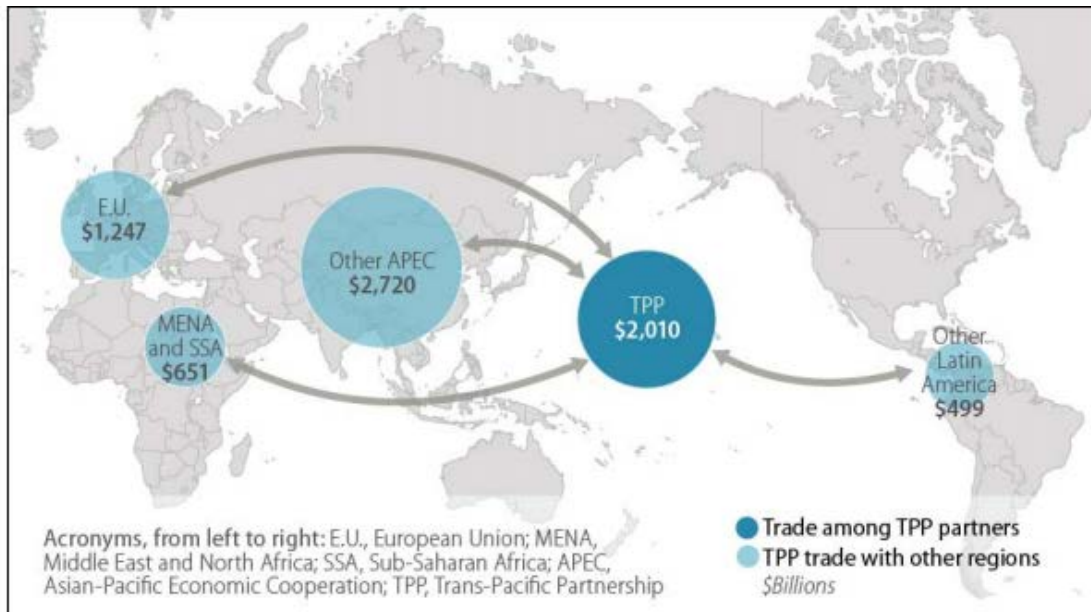 E.U.
$1,247
Other APEC
$2,720
TPP
$2,010
MENA
and SSA
$651
Other
Latin
America
$499
Acronyms, from left to right: E.U., European Union; MENA,
Middle East and North Africa; SSA, Sub-Saharan Africa; APEC,
Asian-Pacific Economic Cooperation; TPP, Trans-Pacific Partnership
Trade among TPP partners
TPP trade with other regions
$Billions